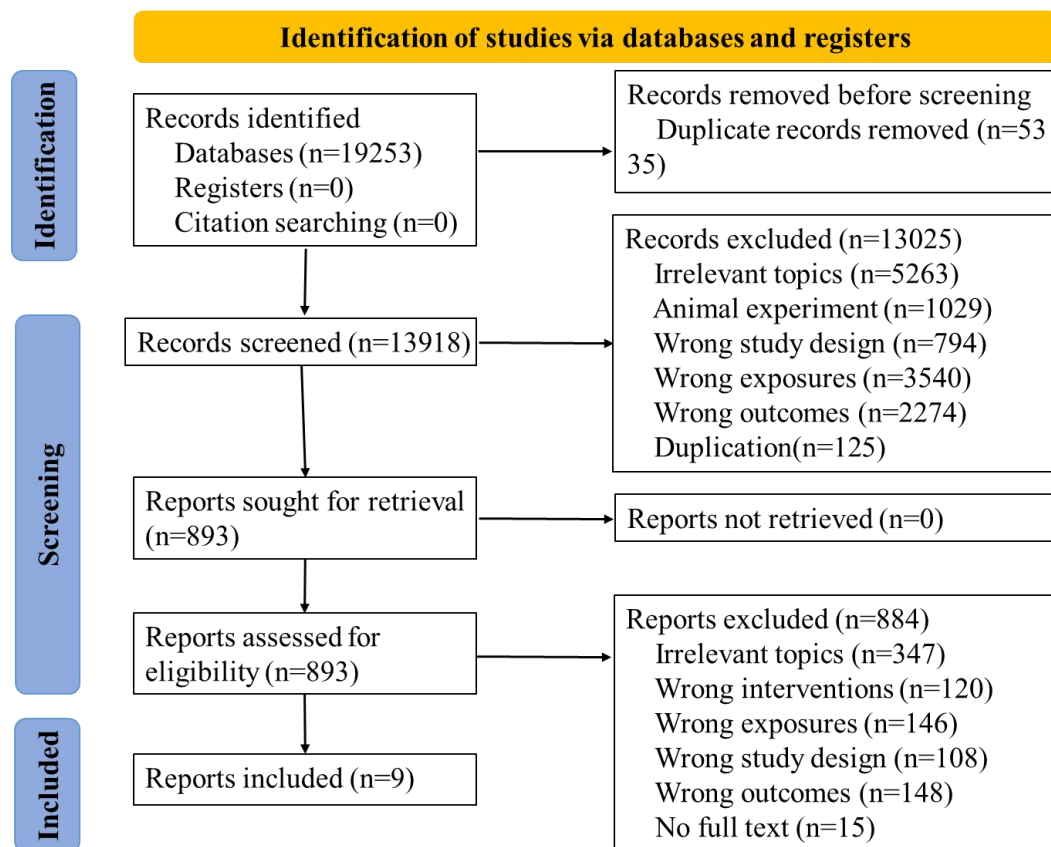 Identification of studies via databases and registers
Identification
Records identified
Databases (n=19253)
Registers (n=0)
Citation searching (n=0)
Records removed before screening
Duplicate records removed (n=53
35)
Records excluded (n=13025)
Irrelevant topics (n=5263)
Animal experiment (n=1029)
Wrong study design (n=794)
Wrong exposures (n=3540)
Wrong outcomes (n=2274)
Duplication(n=125)
Screening
Records screened (n=13918)
Reports sought for retrieval
(n=893)
Reports not retrieved (n=0)
Reports assessed for
eligibility (n=893)
Reports excluded (n=884)
Irrelevant topics (n=347)
Wrong interventions (n=120)
Wrong exposures (n=146)
Wrong study design (n=108)
Wrong outcomes (n=148)
No full text (n=15)
Included
Reports included (n=9)